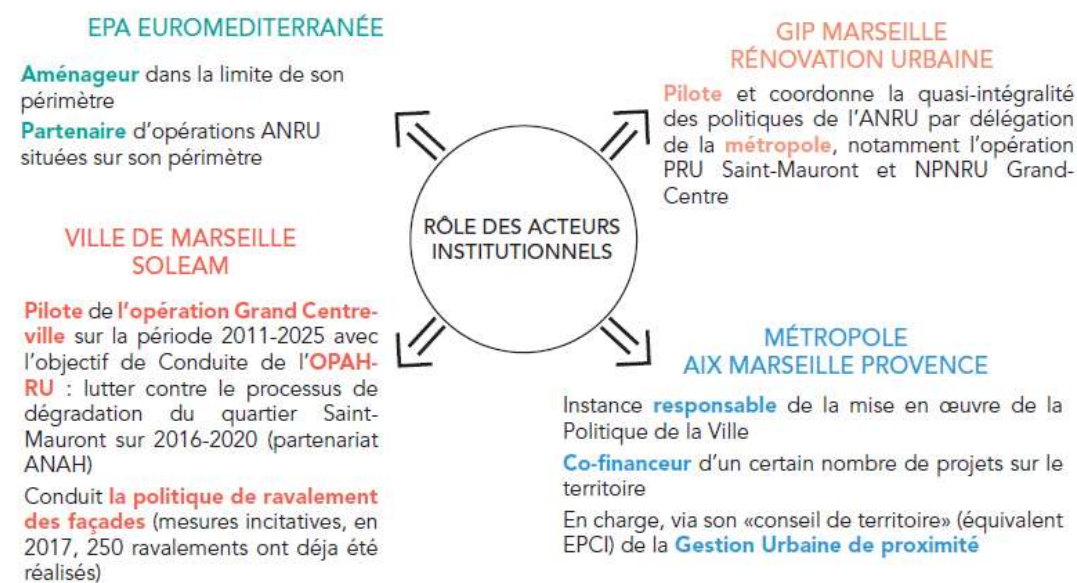 EPA EUROMEDITERRANÉE
Aménageur dans la limite de son
périmètre
Partenaire d'opérations ANRU
situées sur son périmètre
GIP MARSEILLE
RÉNOVATION URBAINE
Pilote et coordonne la quasi-intégralité
des politiques de l'ANRU par délégation
de la métropole, notamment l'opération
PRU Saint-Mauront et NPNRU Grand-
Centre
RÔLE DES ACTEURS
INSTITUTIONNELS
VILLE DE MARSEILLE
SOLEAM
Pilote de l'opération Grand Centre-
ville sur la période 2011-2025 avec
l'objectif de Conduite de l'OPAH-
RU : lutter contre le processus de
dégradation du quartier Saint-
Mauront sur 2016-2020 (partenariat
ANAH)
Conduit la politique de ravalement
des façades (mesures incitatives, en
2017, 250 ravalements ont déja été
réalisés)
MÉTROPOLE
AIX MARSEILLE PROVENCE
Instance responsable de la mise en œuvre de la
Politique de la Ville
Co-financeur d'un certain nombre de projets sur le
territoire
En charge, via son «conseil de territoire» (équivalent
EPCI) de la Gestion Urbaine de proximité